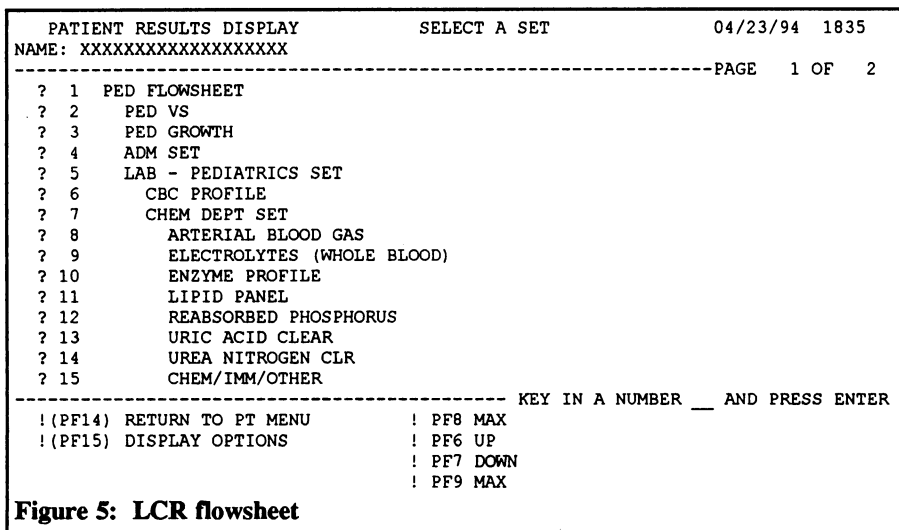 PATIENT RESULTS DISPLAY SELECT A SET 04/23/94 1835
NAME: XXXXXXXXXXXXXXXXXXX
----------------------------------------------------------------------PAGE 1 OF 2
? 1 PED FLOWSHEET
? 2 PED VS
? 3 PED GROWTH
? 4 ADM SET
? 5 LAB - PEDIATRICS SET
? 6 CBC PROFILE
? 7 CHEM DEPT SET
? 8 ARTERIAL BLOOD GAS
? 9 ELECTROLYTES (WHOLE BLOOD)
? 10 ENZYME PROFILE
? 11 LIPID PANEL
? 12 REABSORBED PHOSPHORUS
? 13 URIC ACID CLEAR
? 14 UREA NITROGEN CLR
? 15 CHEM/IMM/OTHER
------------------------------------------------- KEY IN A NUMBER __ AND PRESS ENTER
!(PF14) RETURN TO PT MENU ! PF8 MAX
!(PF15) DISPLAY OPTIONS ! PF6 UP
! PF7 DOWN
! PF9 MAX
Figure 5: LCR flowsheet